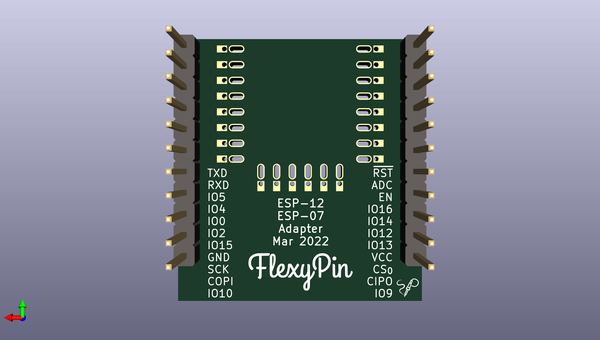 TXD
RXD
IO5
IO4
IO0
IO2
IO15
GND
SCK
COPI
IO10
ESP-12
ESP-07
Adapter
Mar 2022
FlexyPin
RST
ADC
EN
IO16
IO14
IO12
IO13
VCC
CS0
CIPO
IO9